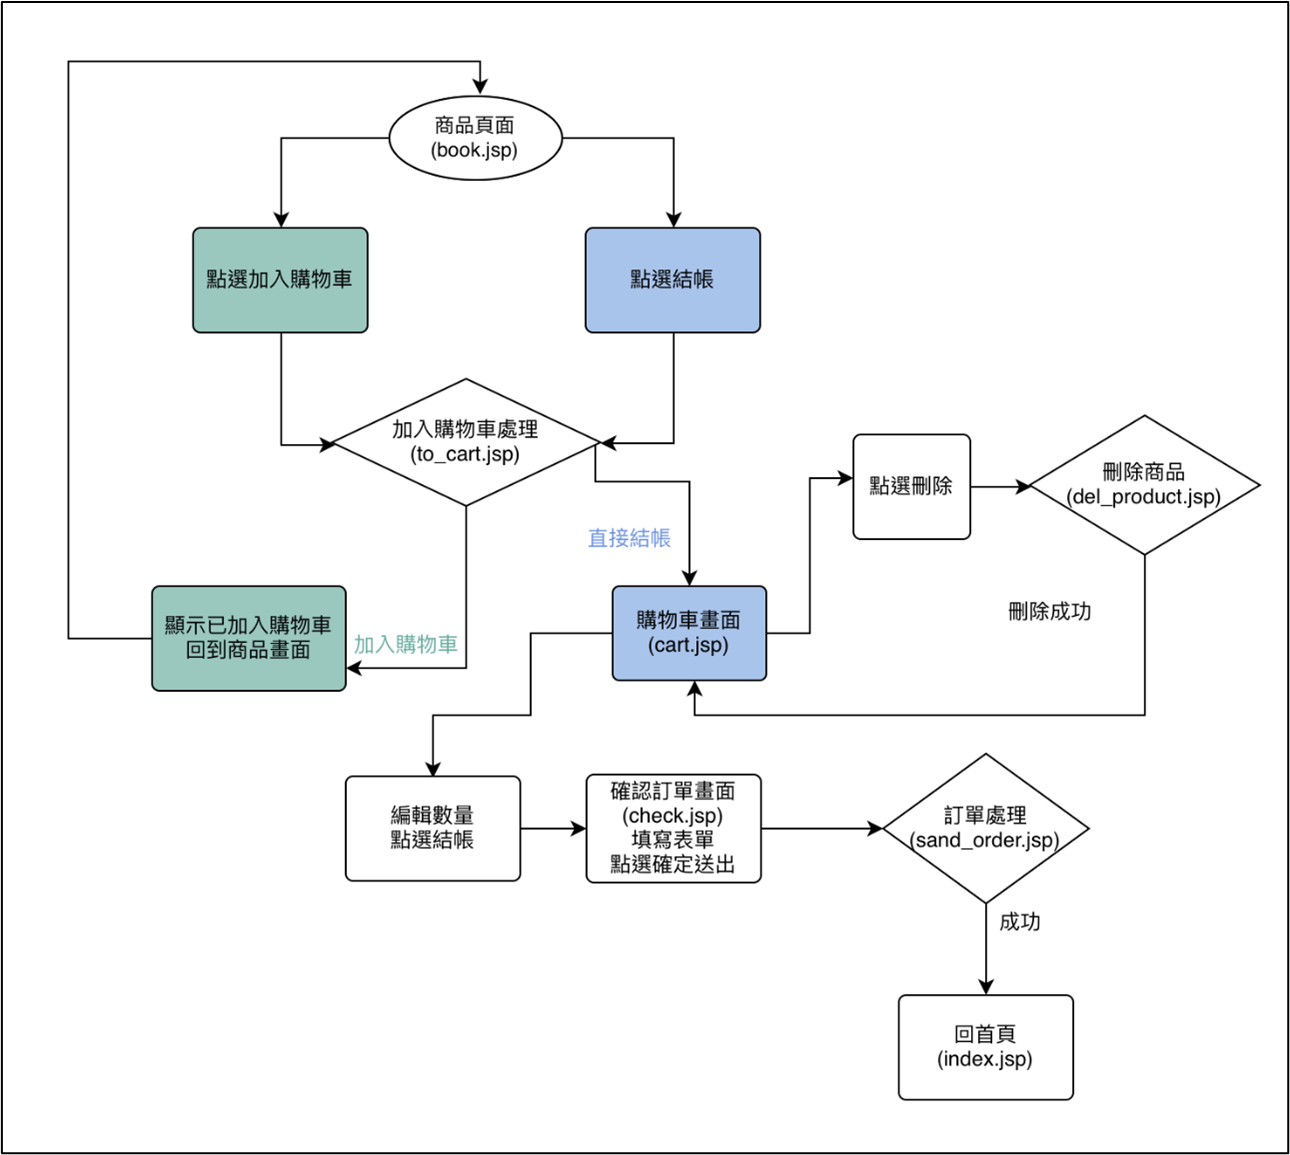 商品頁面
(book.jsp)
點選加入購物車
點選結帳
加入購物車處理
(to_cart.jsp)
點選刪除
刪除商品
(del_product.jsp)
直接結帳
刪除成功
顯示已加入購物車
回到商品畫面
加入購物車
購物車畫面
(cart.jsp)
編輯數量
點選結帳
確認訂單畫面
(check.jsp)
填寫表單
點選確定送出
訂單處理
(sand_order.jsp)
成功
回首頁
(index.jsp)